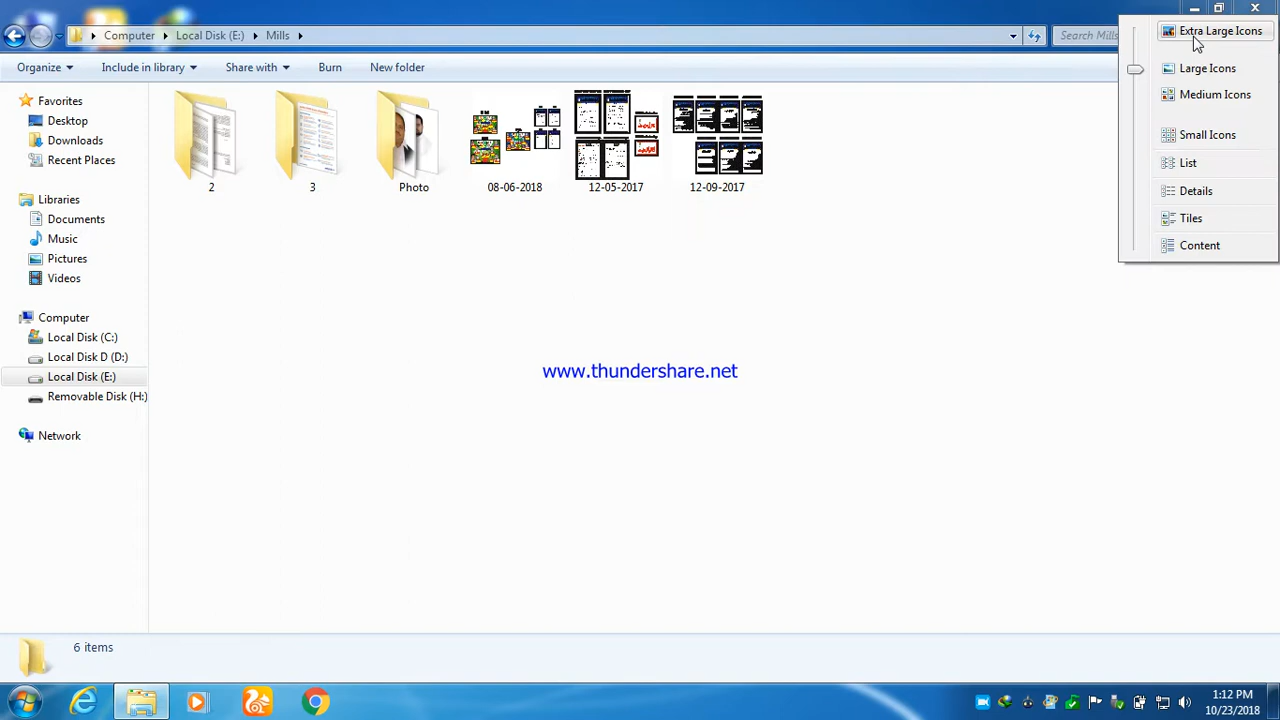 Computer Local Disk (E:) Mills
Search Mills
Organize Include in library Share with Burn New folder
Favorites
Desktop
Downloads
Recent Places
Libraries
Documents
Music
Pictures
Videos
Computer
Local Disk (C:)
Local Disk D (D:)
Local Disk (E:)
Removable Disk (H:)
Network
2 3 Photo 08-06-2018 12-05-2017 12-09-2017
Extra Large Icons
Large Icons
Medium Icons
Small Icons
List
Details
Tiles
Content
www.thundershare.net
6 items
1:12 PM
10/23/2018